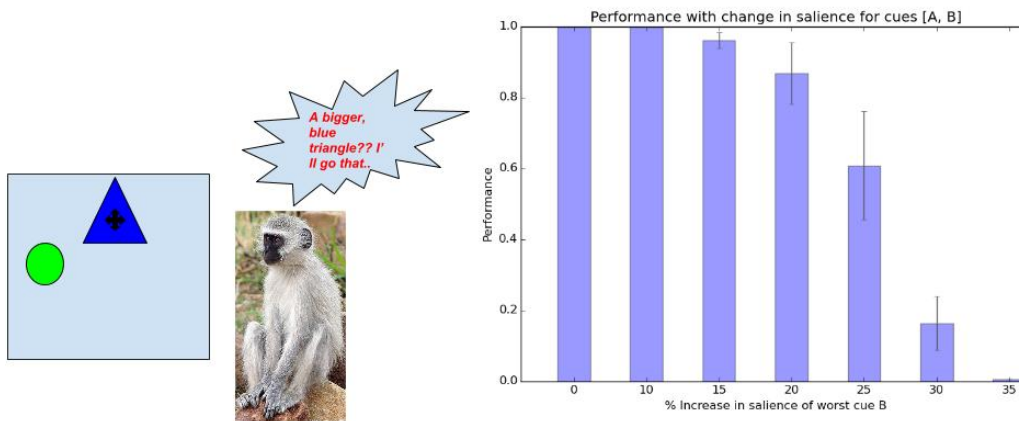 A bigger,
blue
triangle?? I'
ll go that..
Performance with change in salience for cues [A, B]
1.0
0.8
0.6
0.4
0.2
0.0
Performance
0 10 15 20 25 30 35
% Increase in salience of worst cue B